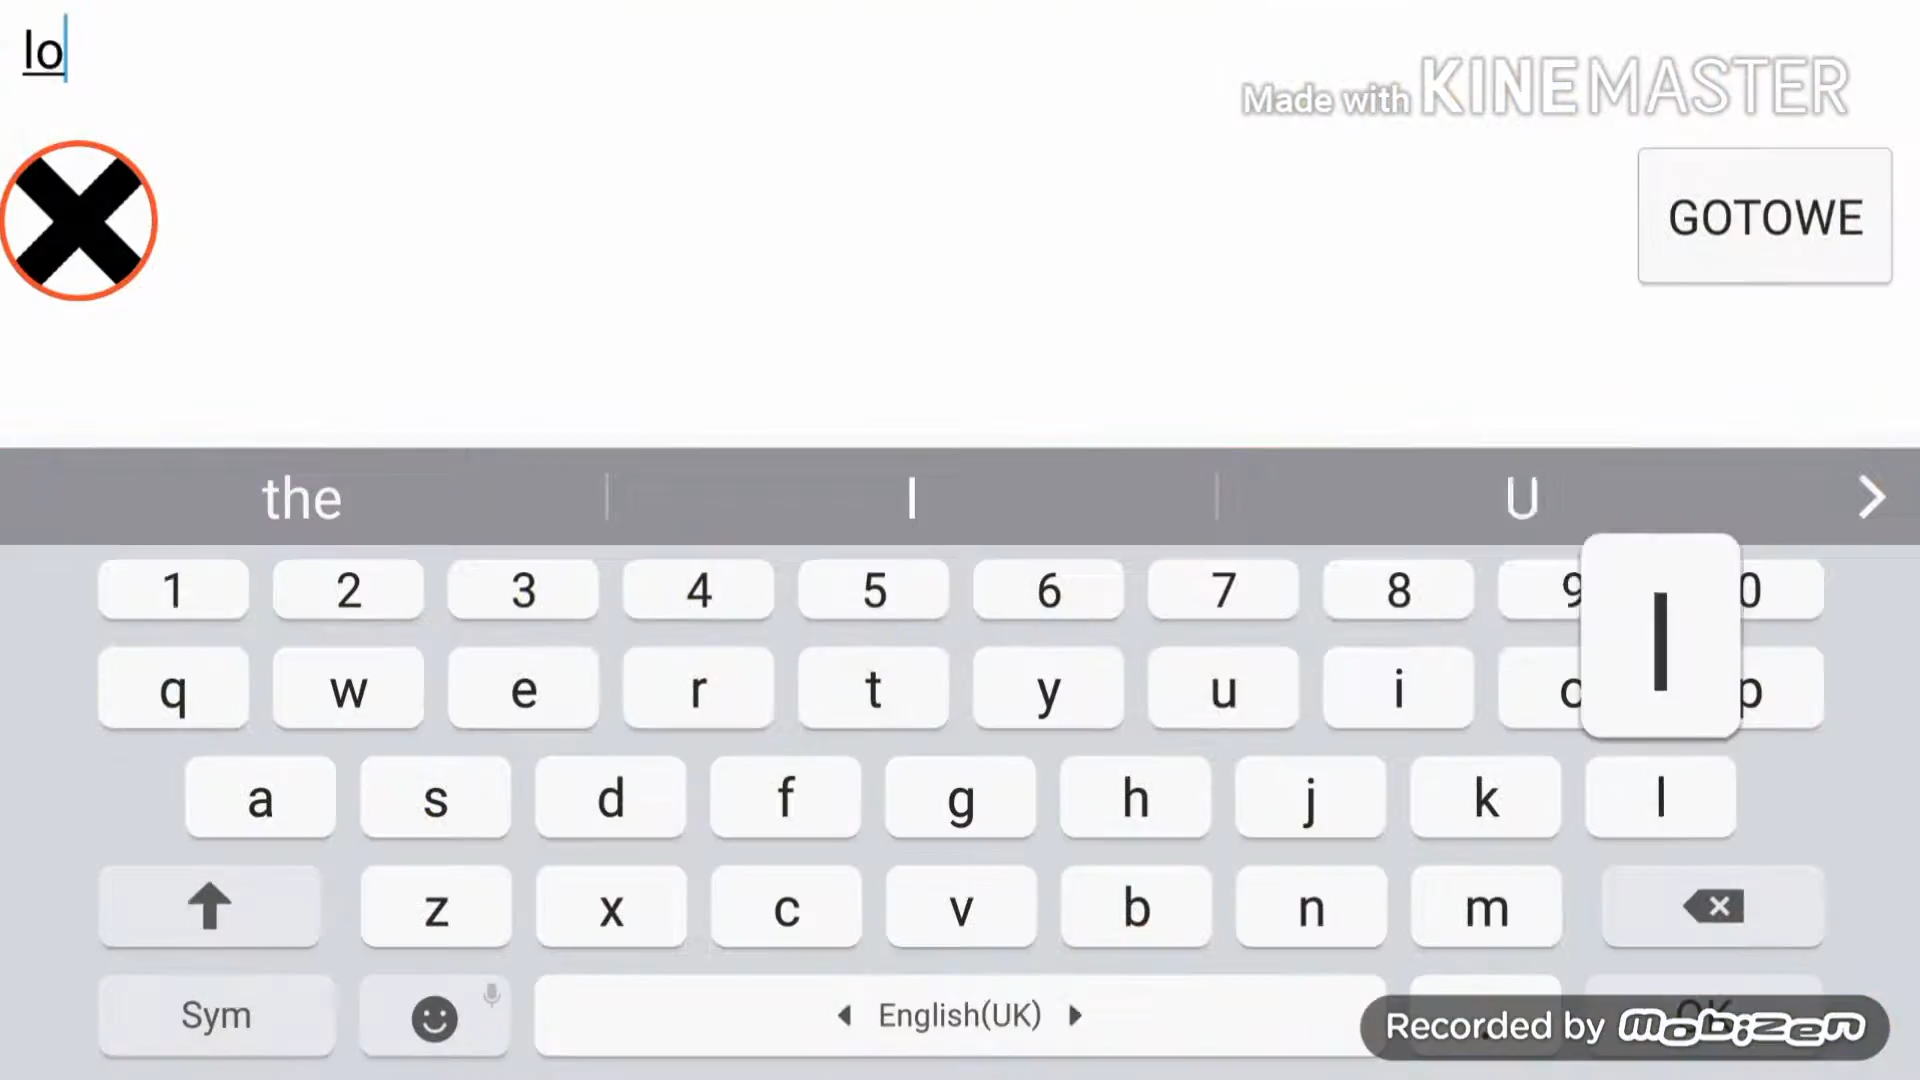 lo
Made with KINEMASTER
GOTOWE
the I U
1 2 3 4 5 6 7 8 9 0
l
q w e r t y u i o p
a s d f g h j k l
z x c v b n m
Sym English(UK) . OK
Recorded by mobizen